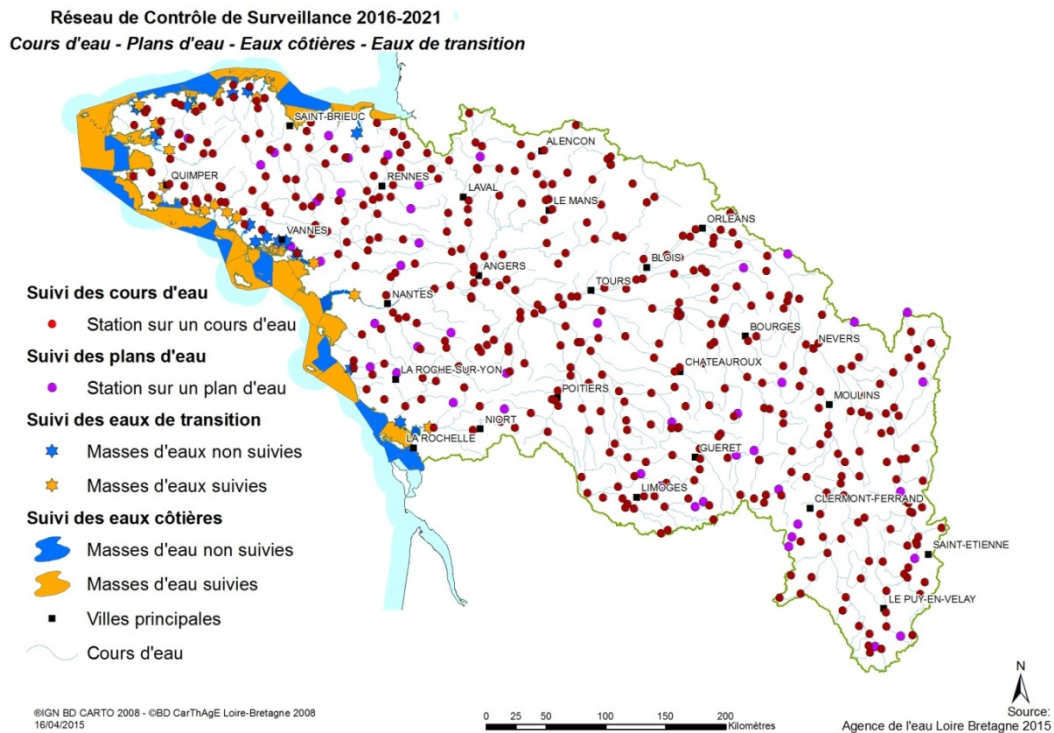 Réseau de Contrôle de Surveillance 2016-2021
Cours d'eau - Plans d'eau - Eaux côtières - Eaux de transition
SAINT-BRIEUC
ALENCON
QUIMPER
RENNES
LAVAL
LE MANS
ORLEANS
VANNES
BLOIS
ANGERS
TOURS
NANTES
BOURGES
NEVERS
CHATEAUROUX
LA ROCHE-SUR-YON
POITIERS
MOULINS
NIORT
LA ROCHELLE
GUERET
LIMOGES
CLERMONT-FERRAND
SAINT-ETIENNE
LE PUY-EN-VELAY
Suivi des cours d'eau
Station sur un cours d'eau
Suivi des plans d'eau
Station sur un plan d'eau
Suivi des eaux de transition
Masses d'eaux non suivies
Masses d'eaux suivies
Suivi des eaux côtières
Masses d'eau non suivies
Masses d'eau suivies
Villes principales
Cours d'eau
®IGN BD CARTO 2008 - ©BD CarThAgE Loire-Bretagne 2008
16/04/2015
0 25 50 100 150 200
Kilomètres
N
Source:
Agence de l'eau Loire Bretagne 2015